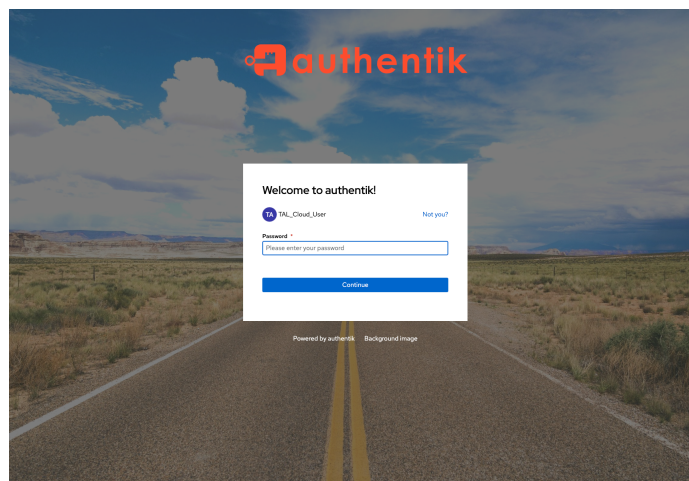 authentik
Welcome to authentik!
TA TAL_Cloud_User Not you?
Password *
Please enter your password
Continue
Powered by authentik Background image